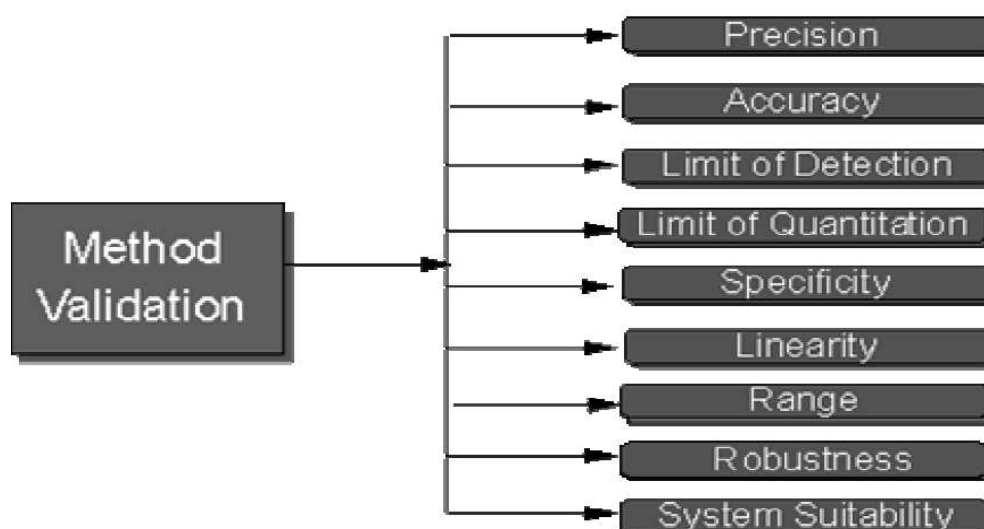 Method
Validation
Precision
Accuracy
Limit of Detection
Limit of Quantitation
Specificity
Linearity
Range
Robustness
System Suitability